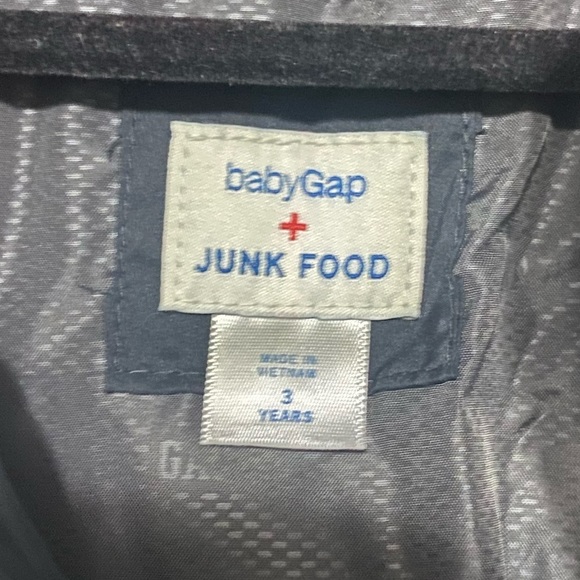 babyGap
+
JUNK FOOD
MADE IN
VIETNAM
3
YEARS